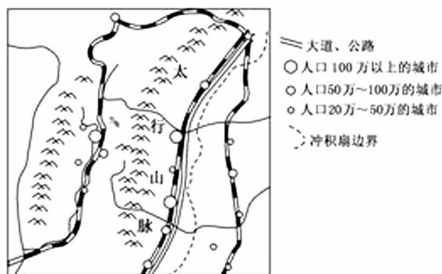 太
行
山
脉
大道、公路
人口100万以上的城市
人口50万~100万的城市
人口20万~50万的城市
冲积扇边界